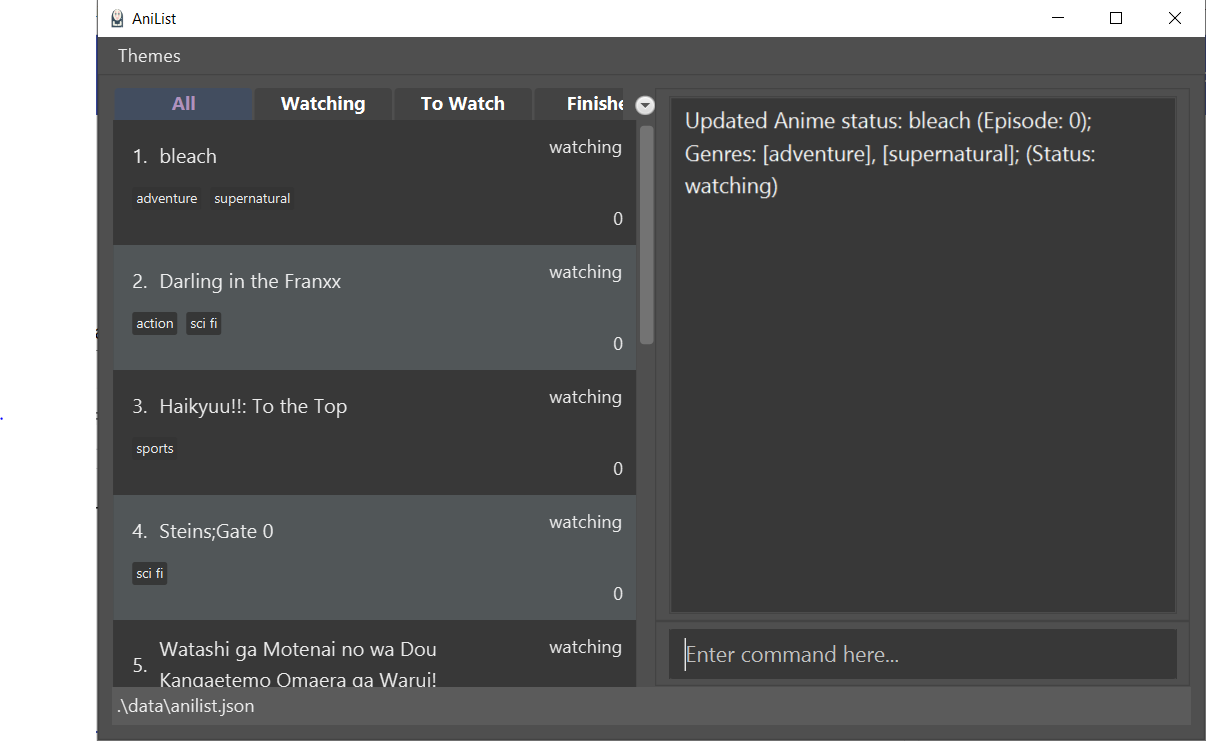 AniList
Themes
All Watching To Watch Finishe
1. bleach watching
adventure supernatural
0
2. Darling in the Franxx watching
action sci fi
0
3. Haikyuu!!: To the Top watching
sports
0
4. Steins;Gate 0 watching
sci fi
0
5. Watashi ga Motenai no wa Dou watching
Kangaetemo Omaera ga Warui!
Updated Anime status: bleach (Episode: 0);
Genres: [adventure], [supernatural]; (Status:
watching)
Enter command here...
.\data\anilist.json